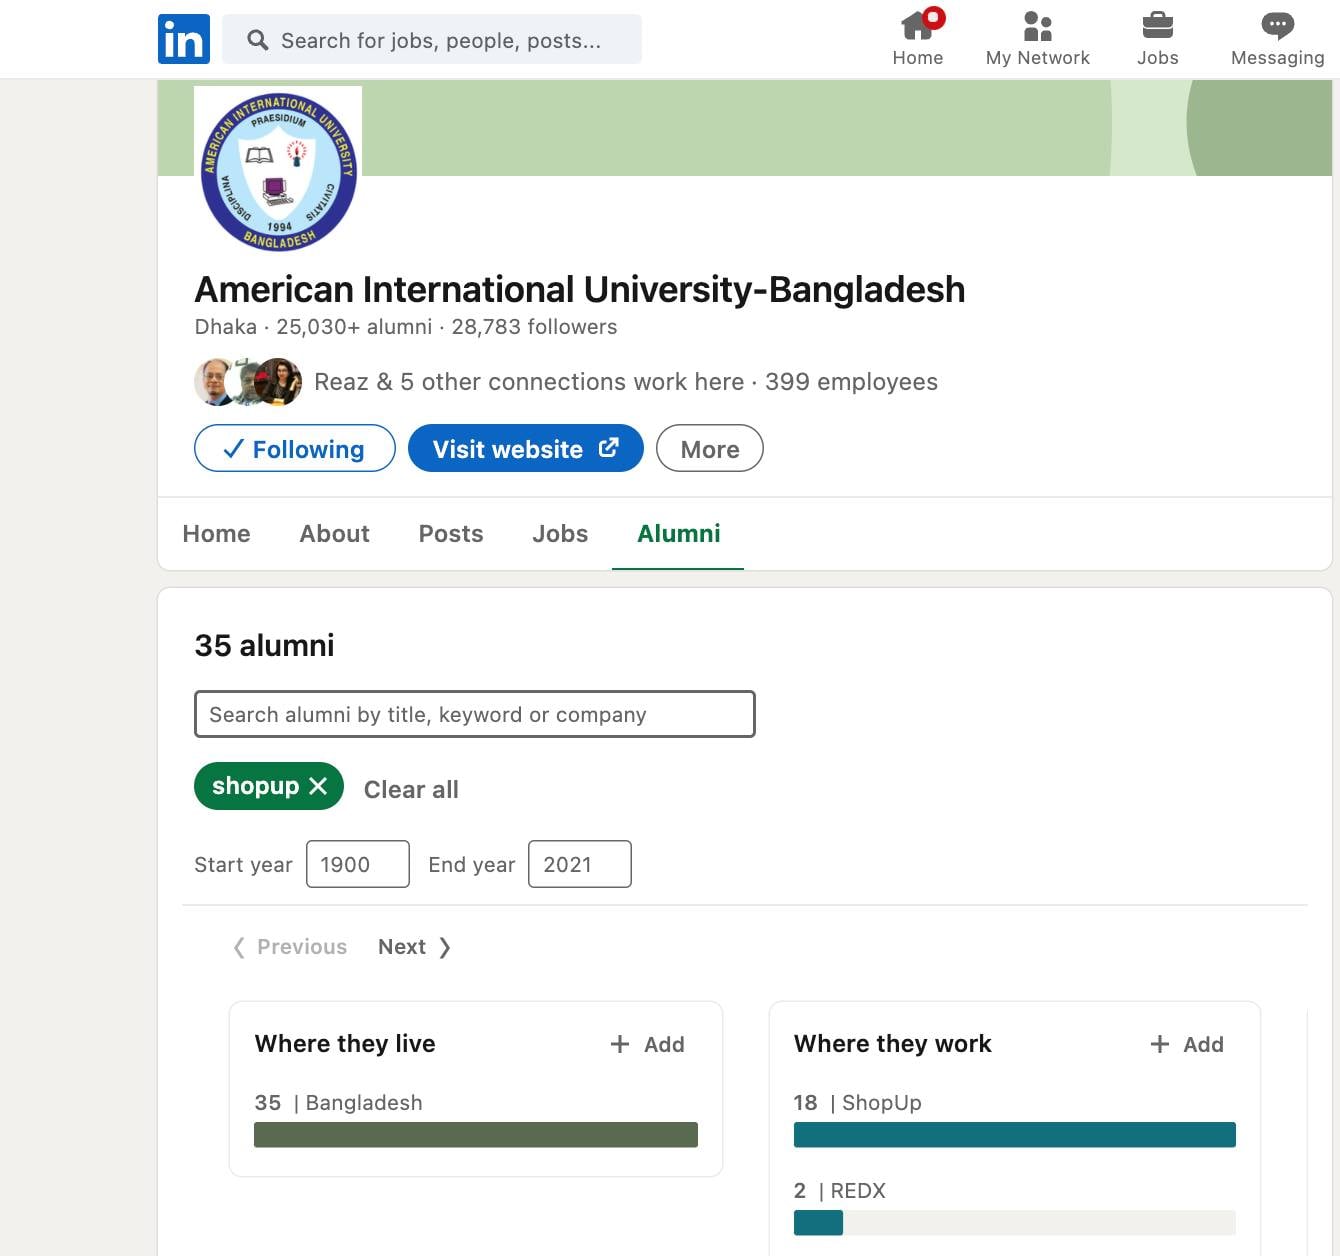 in
Search for jobs, people, posts...
Home
My Network
Jobs
Messaging
AMERICAN INTERNATIONAL UNIVERSITY
PRAESIDIUM
DISCIPLINA
CIVITATIS
1994
BANGLADESH
American International University-Bangladesh
Dhaka · 25,030+ alumni · 28,783 followers
Reaz & 5 other connections work here · 399 employees
Following
Visit website
More
Home
About
Posts
Jobs
Alumni
35 alumni
Search alumni by title, keyword or company
shopup
Clear all
Start year 1900 End year 2021
Previous Next
Where they live + Add
35 | Bangladesh
Where they work + Add
18 | ShopUp
2 | REDX